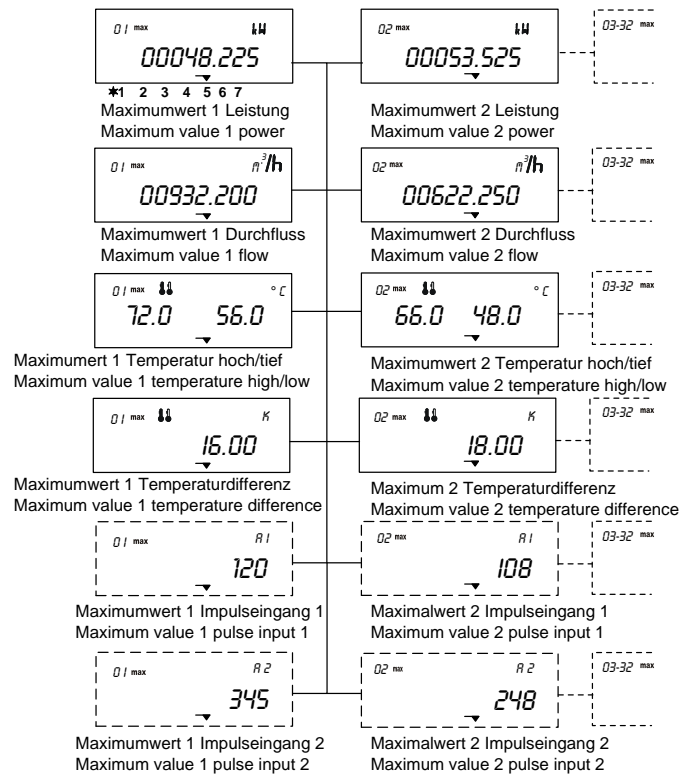 01 max kW 02 max kW 03-32 max
00048.225 00053.525
✶1 2 3 4 5 6 7
Maximumwert 1 Leistung Maximumwert 2 Leistung
Maximum value 1 power Maximum value 2 power
01 max m³/h 02 max m³/h 03-32 max
00932.200 00622.250
Maximumwert 1 Durchfluss Maximumwert 2 Durchfluss
Maximum value 1 flow Maximum value 2 flow
01 max °C 02 max °C 03-32 max
72.0 56.0 66.0 48.0
Maximumert 1 Temperatur hoch/tief Maximumwert 2 Temperatur hoch/tief
Maximum value 1 temperature high/low Maximum value 2 temperature high/low
01 max K 02 max K 03-32 max
16.00 18.00
Maximumwert 1 Temperaturdifferenz Maximum 2 Temperaturdifferenz
Maximum value 1 temperature difference Maximum value 2 temperature difference
01 max A1 02 max A1 03-32 max
120 108
Maximumwert 1 Impulseingang 1 Maximalwert 2 Impulseingang 1
Maximum value 1 pulse input 1 Maximum value 2 pulse input 1
01 max A2 02 max A2 03-32 max
345 248
Maximumwert 1 Impulseingang 2 Maximalwert 2 Impulseingang 2
Maximum value 1 pulse input 2 Maximum value 2 pulse input 2